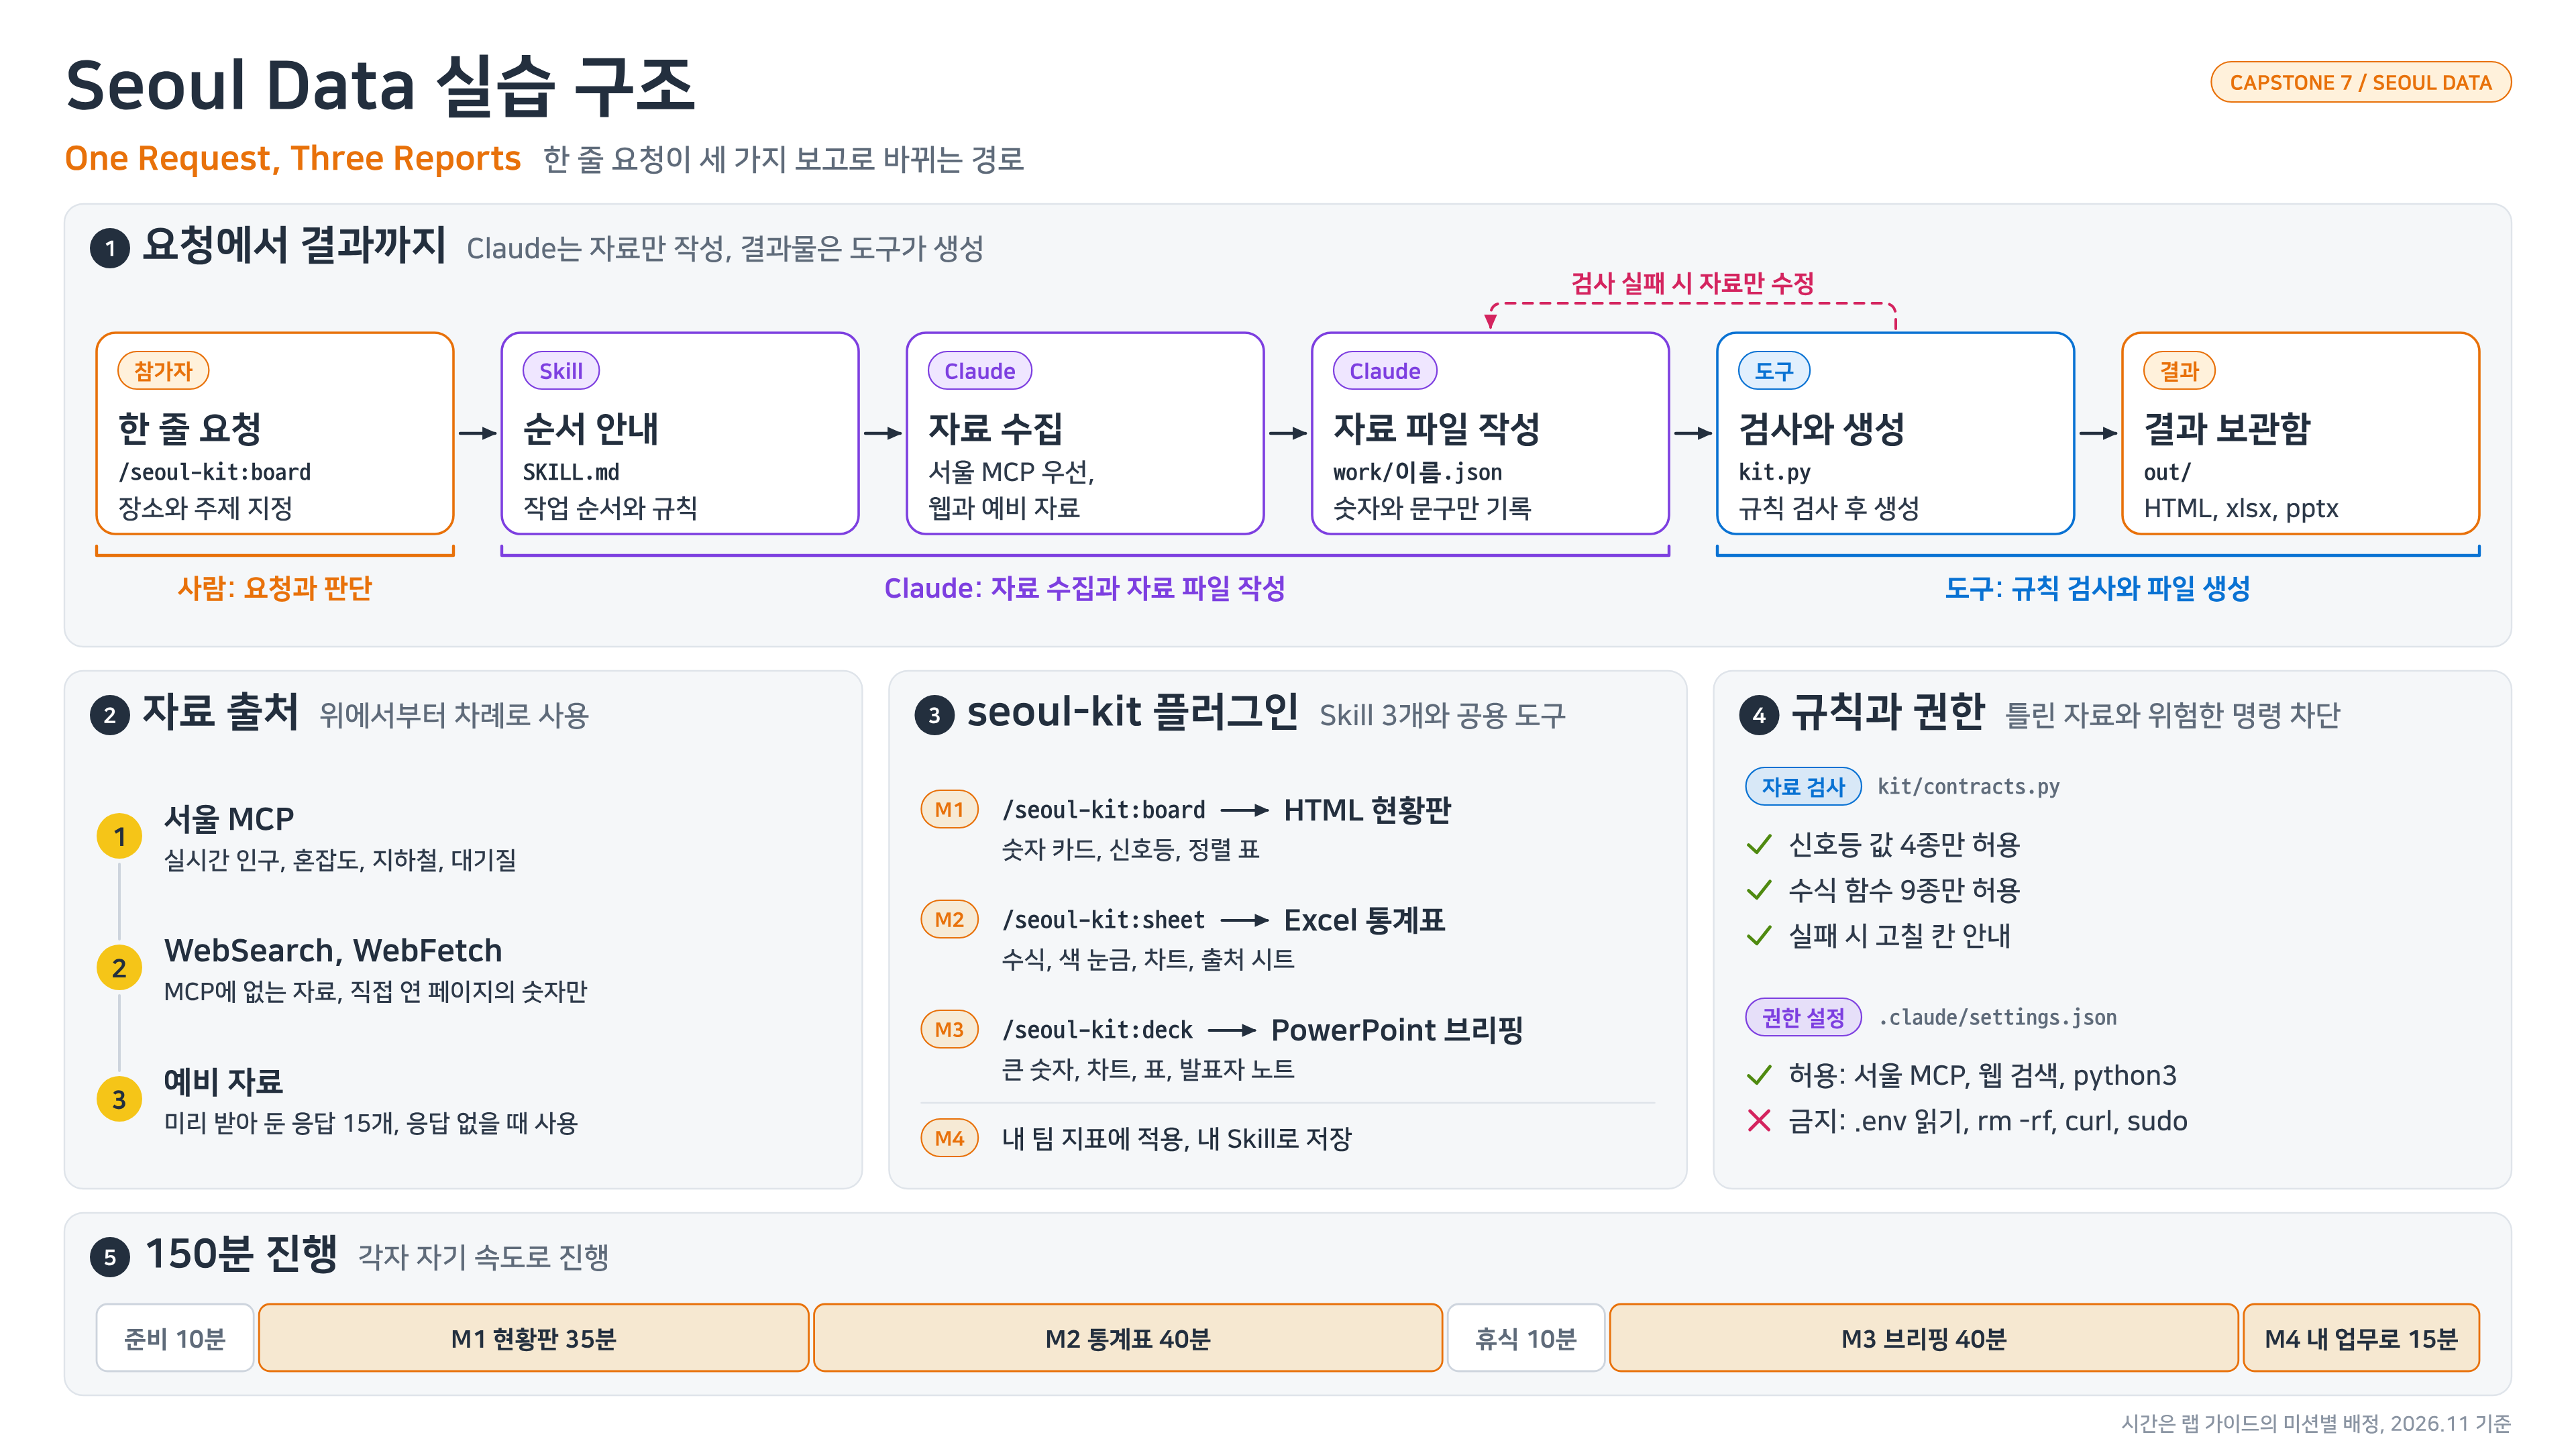 Seoul Data 실습 구조
CAPSTONE 7 / SEOUL DATA
One Request, Three Reports 한 줄 요청이 세 가지 보고로 바뀌는 경로
1 요청에서 결과까지 Claude는 자료만 작성, 결과물은 도구가 생성
검사 실패 시 자료만 수정
참가자
한 줄 요청
/seoul-kit:board
장소와 주제 지정
Skill
순서 안내
SKILL.md
작업 순서와 규칙
Claude
자료 수집
서울 MCP 우선,
웹과 예비 자료
Claude
자료 파일 작성
work/이름.json
숫자와 문구만 기록
도구
검사와 생성
kit.py
규칙 검사 후 생성
결과
결과 보관함
out/
HTML, xlsx, pptx
사람: 요청과 판단
Claude: 자료 수집과 자료 파일 작성
도구: 규칙 검사와 파일 생성
2 자료 출처 위에서부터 차례로 사용
1 서울 MCP
실시간 인구, 혼잡도, 지하철, 대기질
2 WebSearch, WebFetch
MCP에 없는 자료, 직접 연 페이지의 숫자만
3 예비 자료
미리 받아 둔 응답 15개, 응답 없을 때 사용
3 seoul-kit 플러그인 Skill 3개와 공용 도구
M1 /seoul-kit:board HTML 현황판
숫자 카드, 신호등, 정렬 표
M2 /seoul-kit:sheet Excel 통계표
수식, 색 눈금, 차트, 출처 시트
M3 /seoul-kit:deck PowerPoint 브리핑
큰 숫자, 차트, 표, 발표자 노트
M4 내 팀 지표에 적용, 내 Skill로 저장
4 규칙과 권한 틀린 자료와 위험한 명령 차단
자료 검사 kit/contracts.py
신호등 값 4종만 허용
수식 함수 9종만 허용
실패 시 고칠 칸 안내
권한 설정 .claude/settings.json
허용: 서울 MCP, 웹 검색, python3
금지: .env 읽기, rm -rf, curl, sudo
5 150분 진행 각자 자기 속도로 진행
준비 10분
M1 현황판 35분
M2 통계표 40분
휴식 10분
M3 브리핑 40분
M4 내 업무로 15분
시간은 랩 가이드의 미션별 배정, 2026.11 기준